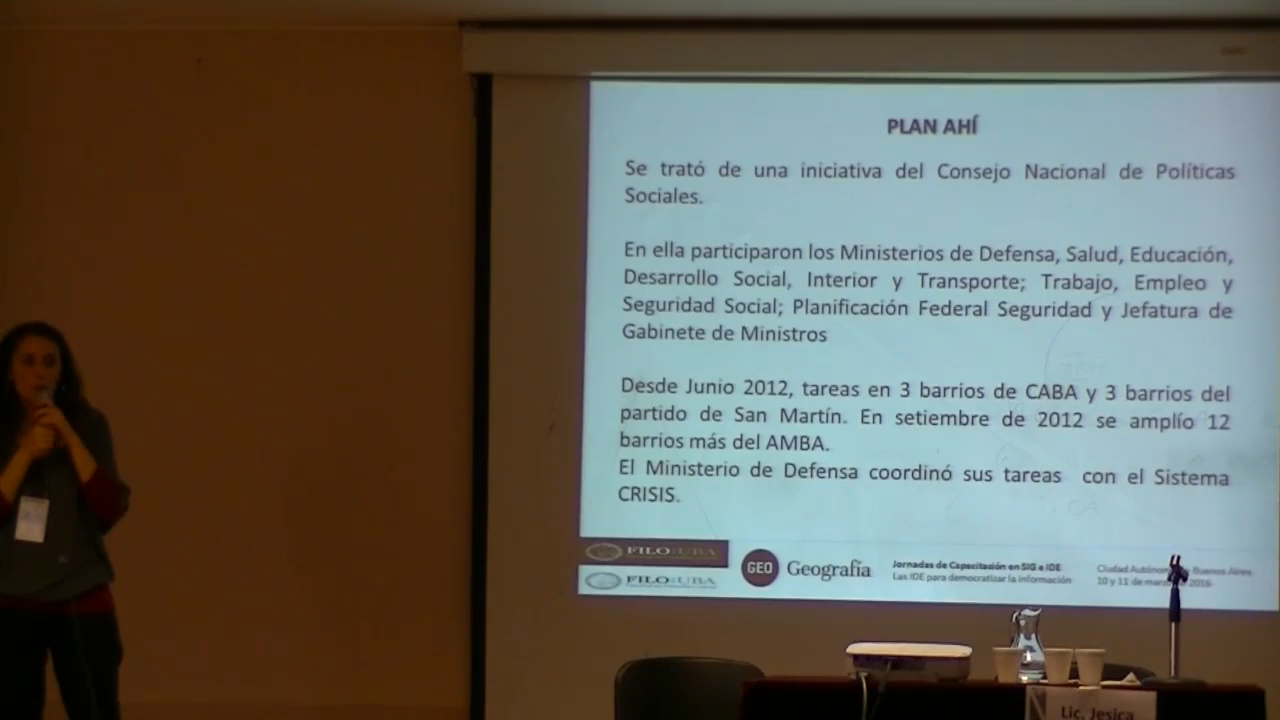 PLAN AHÍ
Se trató de una iniciativa del Consejo Nacional de Políticas
Sociales.
En ella participaron los Ministerios de Defensa, Salud, Educación,
Desarrollo Social, Interior y Transporte; Trabajo, Empleo y
Seguridad Social; Planificación Federal Seguridad y Jefatura de
Gabinete de Ministros
Desde Junio 2012, tareas en 3 barrios de CABA y 3 barrios del
partido de San Martín. En setiembre de 2012 se amplío 12
barrios más del AMBA.
El Ministerio de Defensa coordinó sus tareas con el Sistema
CRISIS.
FILO:UBA
FILO:UBA
GEO Geografía
Jornadas de Capacitación en SIG e IDE
Las IDE para democratizar la información
Ciudad Buenos Aires
10 y 11 de 2016
Lic. Jesica